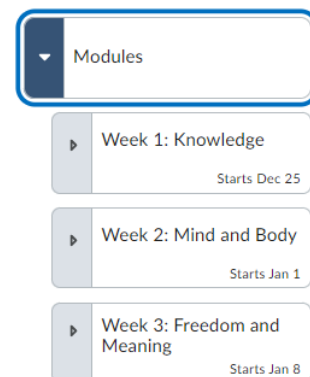 Modules
Week 1: Knowledge
Starts Dec 25
Week 2: Mind and Body
Starts Jan 1
Week 3: Freedom and
Meaning
Starts Jan 8